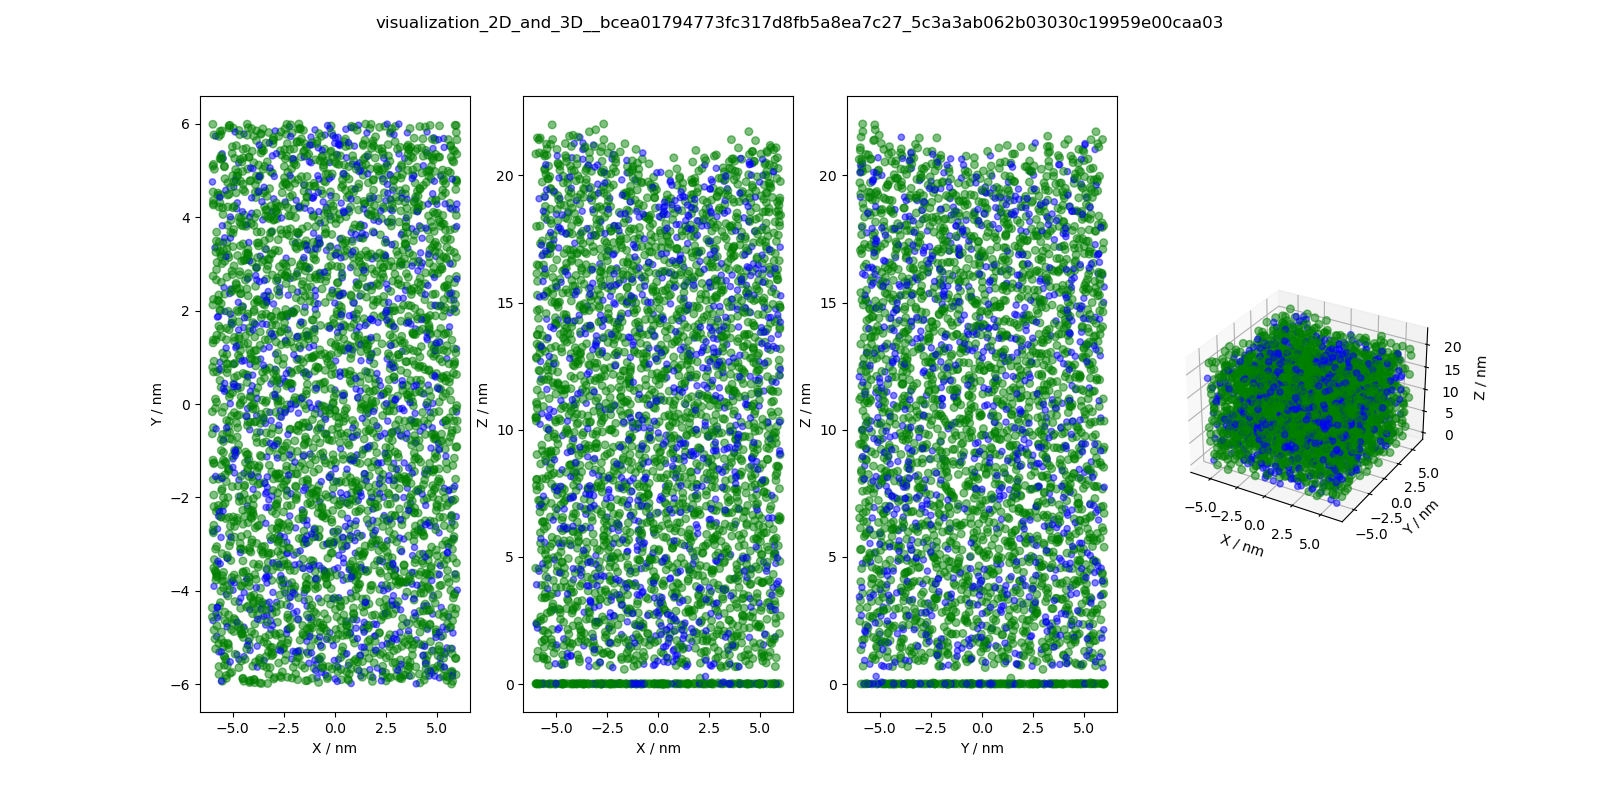 visualization_2D_and_3D__bcea01794773fc317d8fb5a8ea7c27_5c3a3ab062b03030c19959e00caa03
6
4
2
0
−2
−4
−6
Y / nm
−5.0 −2.5 0.0 2.5 5.0
X / nm
20
15
10
5
0
Z / nm
−5.0 −2.5 0.0 2.5 5.0
X / nm
20
15
10
5
0
Z / nm
−5.0 −2.5 0.0 2.5 5.0
Y / nm
20
15
10
5
0
Z / nm
5.0
2.5
0.0
−2.5
−5.0
Y / nm
−5.0 −2.5 0.0 2.5 5.0
X / nm